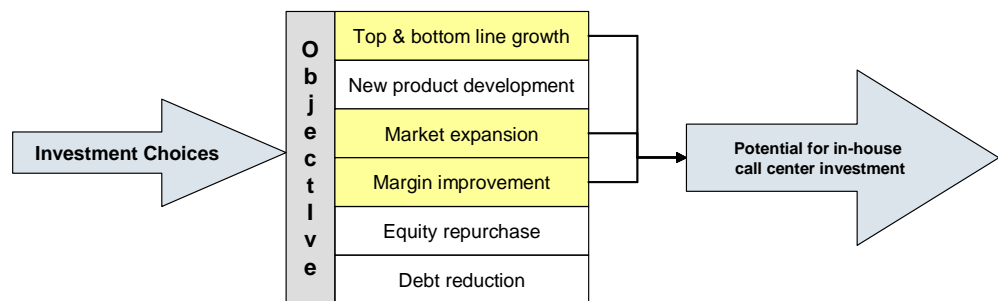 Investment Choices
O
b
j
e
c
t
I
v
e
Top & bottom line growth
New product development
Market expansion
Margin improvement
Equity repurchase
Debt reduction
Potential for in-house
call center investment